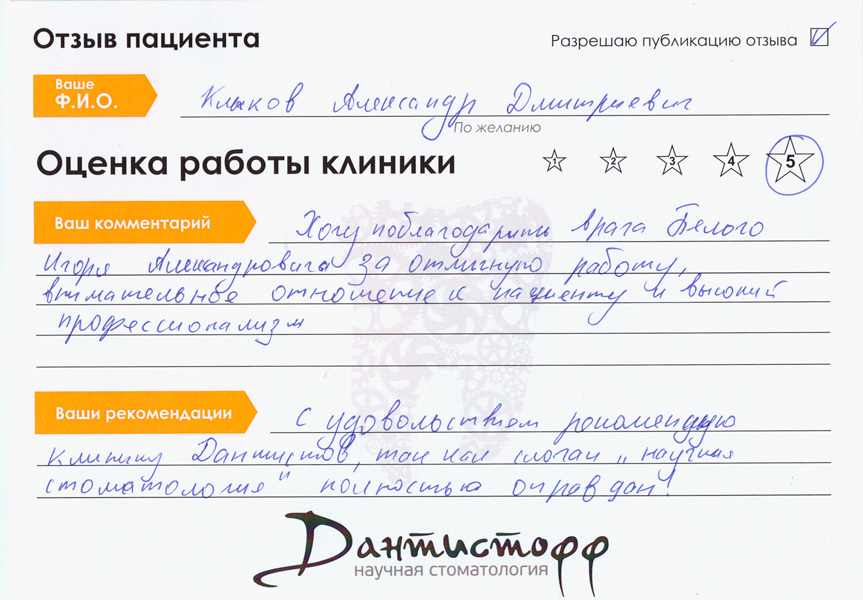 Отзыв пациента
Разрешаю публикацию отзыва
Ваше
Ф.И.О.
Клыков Александр Дмитриевич
По желанию
Оценка работы клиники
1 2 3 4 5
Ваш комментарий
Хочу поблагодарить врача Белого
Игоря Александровича за отличную работу,
внимательное отношение к пациенту и высокий
профессионализм
Ваши рекомендации
С удовольствием рекомендую
клинику Дантистов, так как слоган „научная
стоматология" полностью оправдан!
Дантистофф
научная стоматология